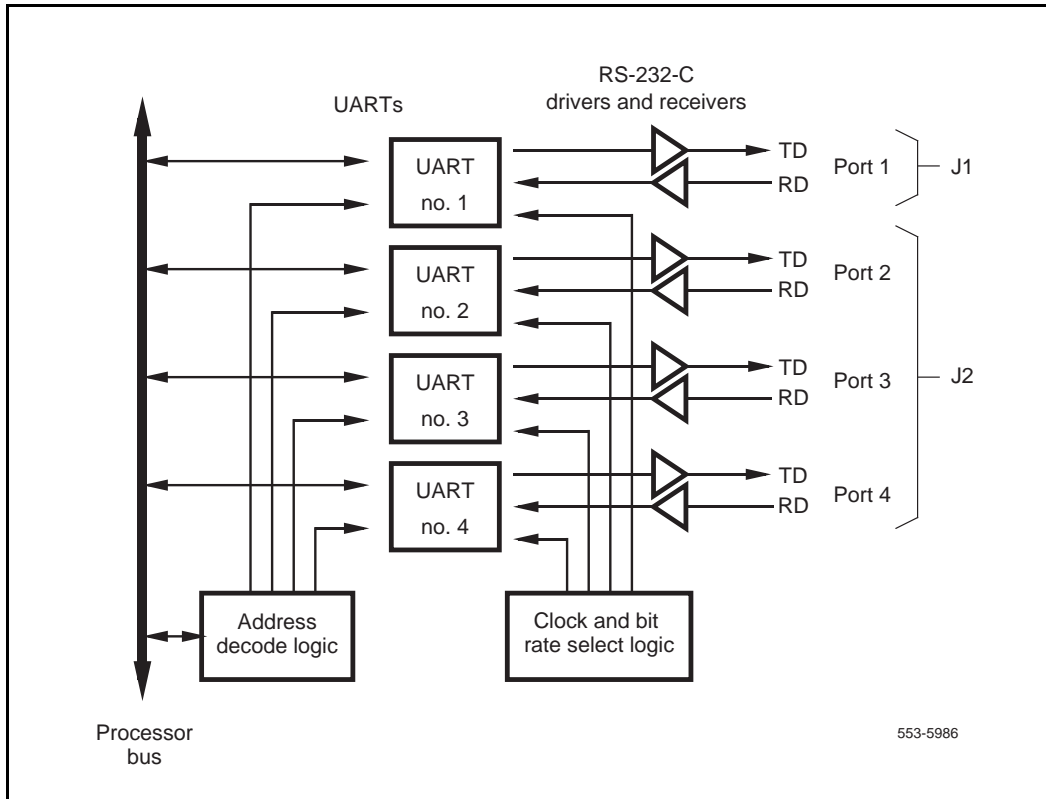 RS-232-C
drivers and receivers
UARTs
UART
no. 1
TD
RD
Port 1
J1
UART
no. 2
TD
RD
Port 2
UART
no. 3
TD
RD
Port 3
J2
UART
no. 4
TD
RD
Port 4
Address
decode logic
Clock and bit
rate select logic
Processor
bus
553-5986